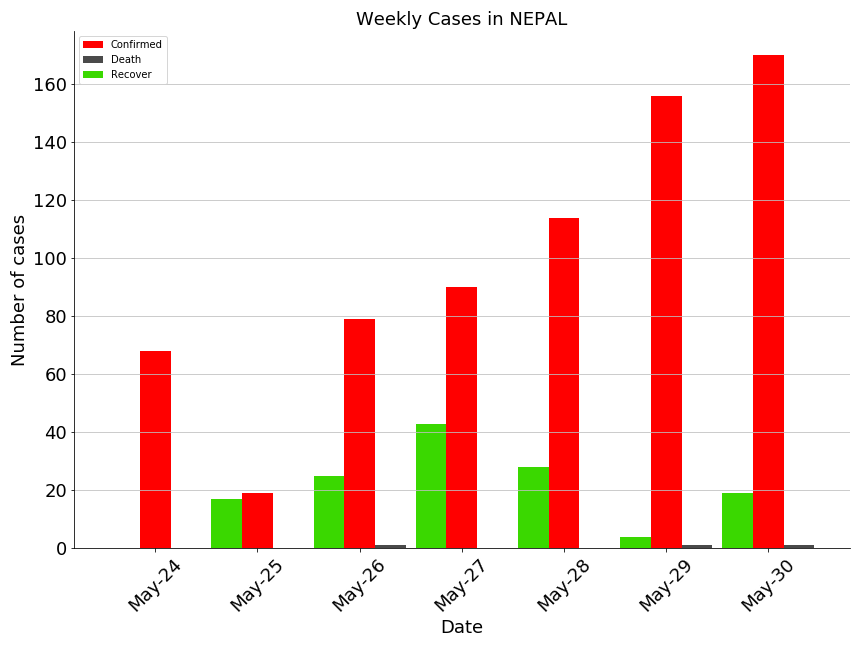 Weekly Cases in NEPAL
Confirmed
Death
Recover
Number of cases
160
140
120
100
80
60
40
20
0
May-24
May-25
May-26
May-27
May-28
May-29
May-30
Date